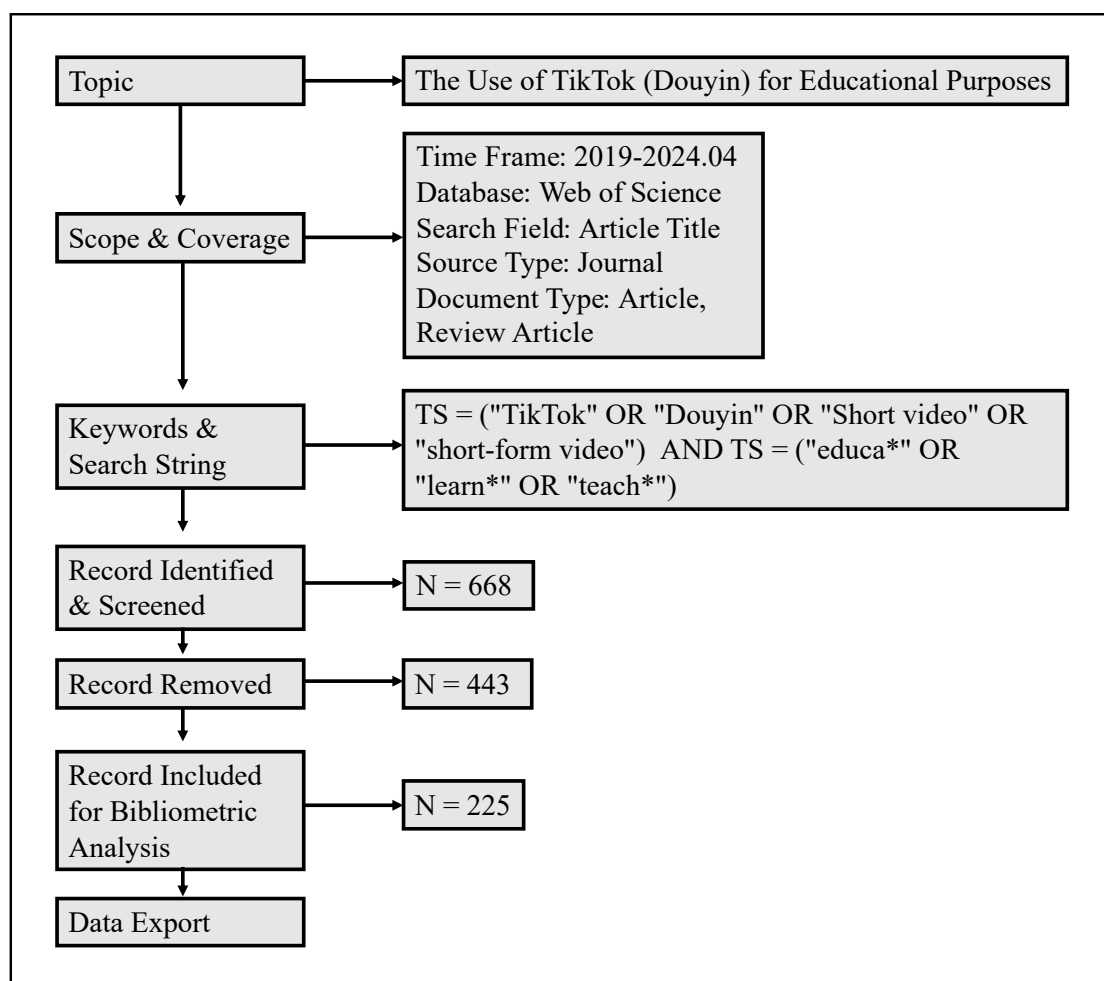 Topic
The Use of TikTok (Douyin) for Educational Purposes
Scope & Coverage
Time Frame: 2019-2024.04
Database: Web of Science
Search Field: Article Title
Source Type: Journal
Document Type: Article,
Review Article
Keywords &
Search String
TS = ("TikTok" OR "Douyin" OR "Short video" OR
"short-form video")  AND TS = ("educa*" OR
"learn*" OR "teach*")
Record Identified
& Screened
N = 668
Record Removed
N = 443
Record Included
for Bibliometric
Analysis
N = 225
Data Export